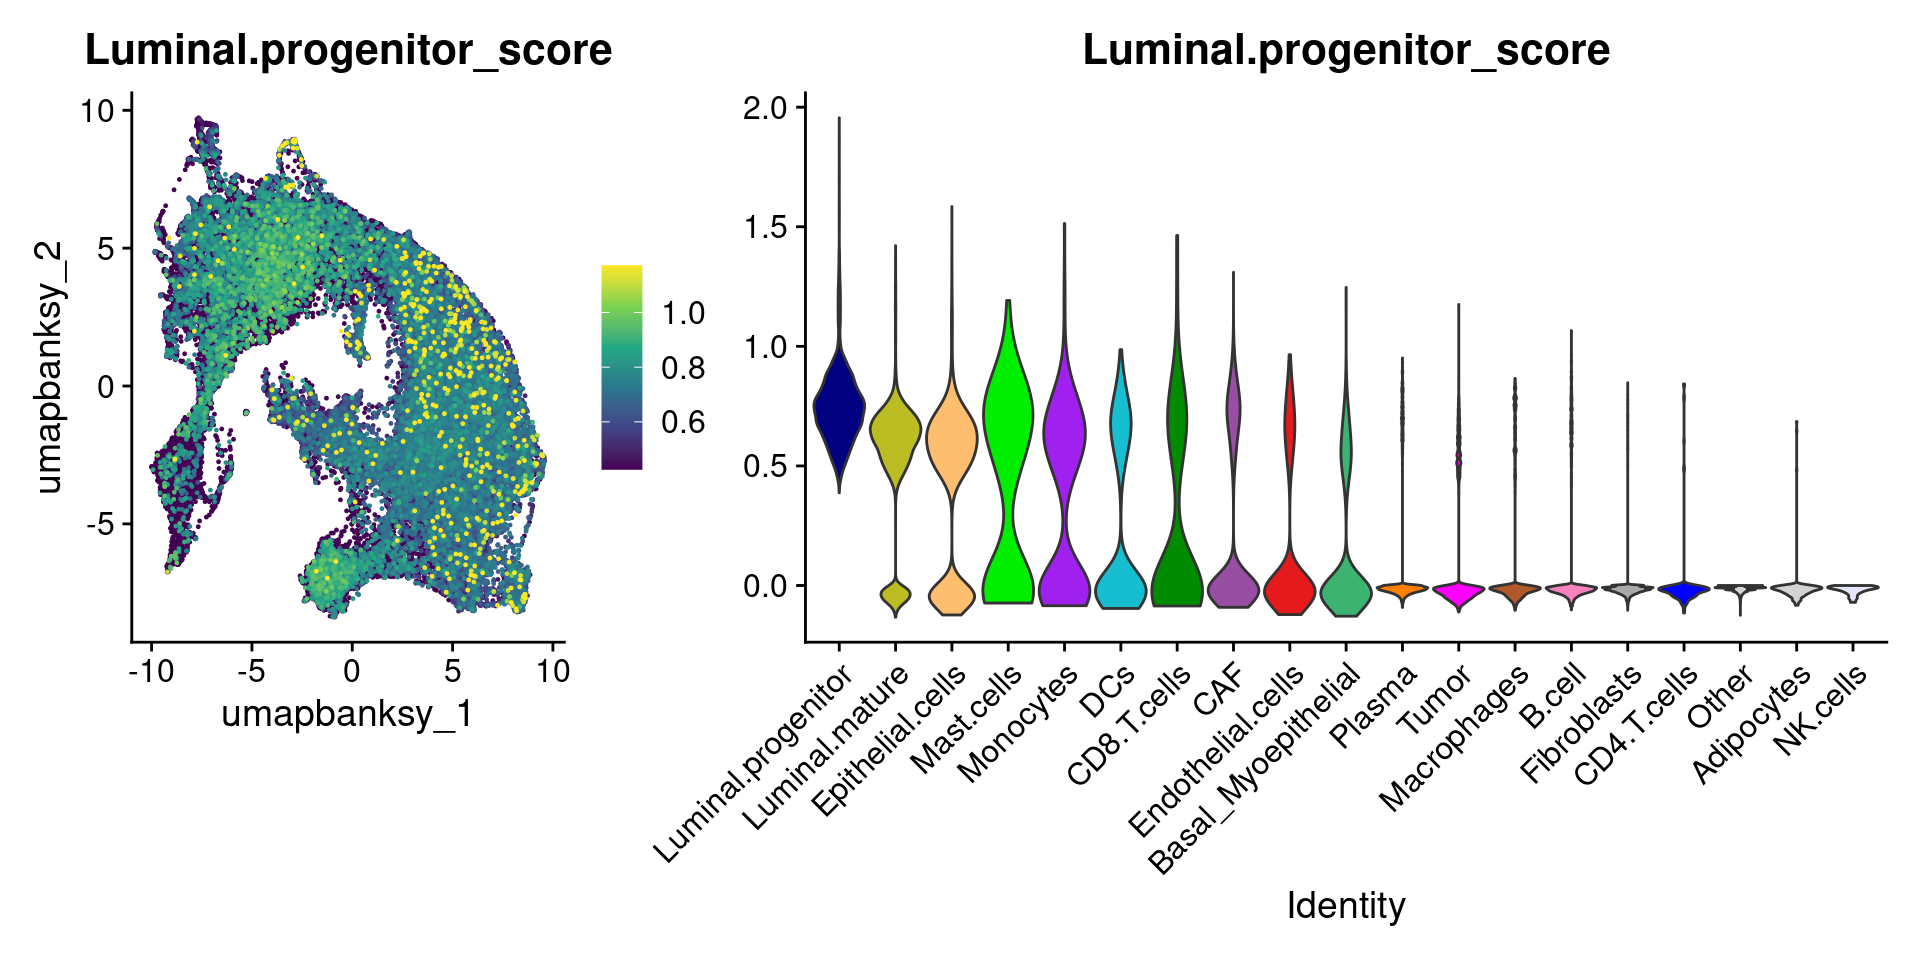 Luminal.progenitor_score
10
5
0
-5
-10
-5
0
5
10
umapbanksy_2
umapbanksy_1
1.0
0.8
0.6
Luminal.progenitor_score
2.0
1.5
1.0
0.5
0.0
Luminal.progenitor
Luminal.mature
Epithelial.cells
Mast.cells
Monocytes
DCs
CD8.T.cells
CAF
Endothelial.cells
Basal_Myoepithelial
Plasma
Tumor
Macrophages
B.cell
Fibroblasts
CD4.T.cells
Other
Adipocytes
NK.cells
Identity